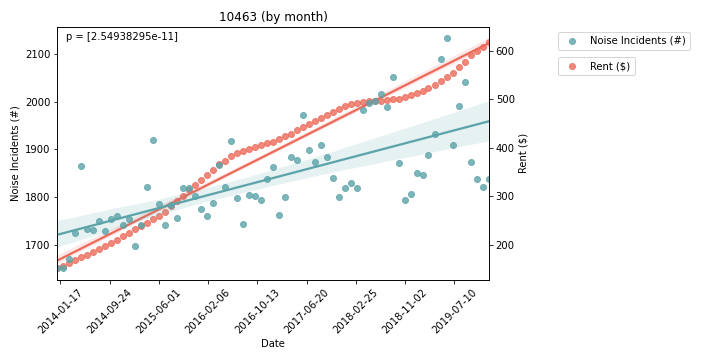 10463 (by month)
p = [2.54938295e-11]
Noise Incidents (#)
Rent ($)
2100
2000
1900
1800
1700
Noise Incidents (#)
600
500
400
300
200
Rent ($)
2014-01-17
2014-09-24
2015-06-01
2016-02-06
2016-10-13
2017-06-20
2018-02-25
2018-11-02
2019-07-10
Date